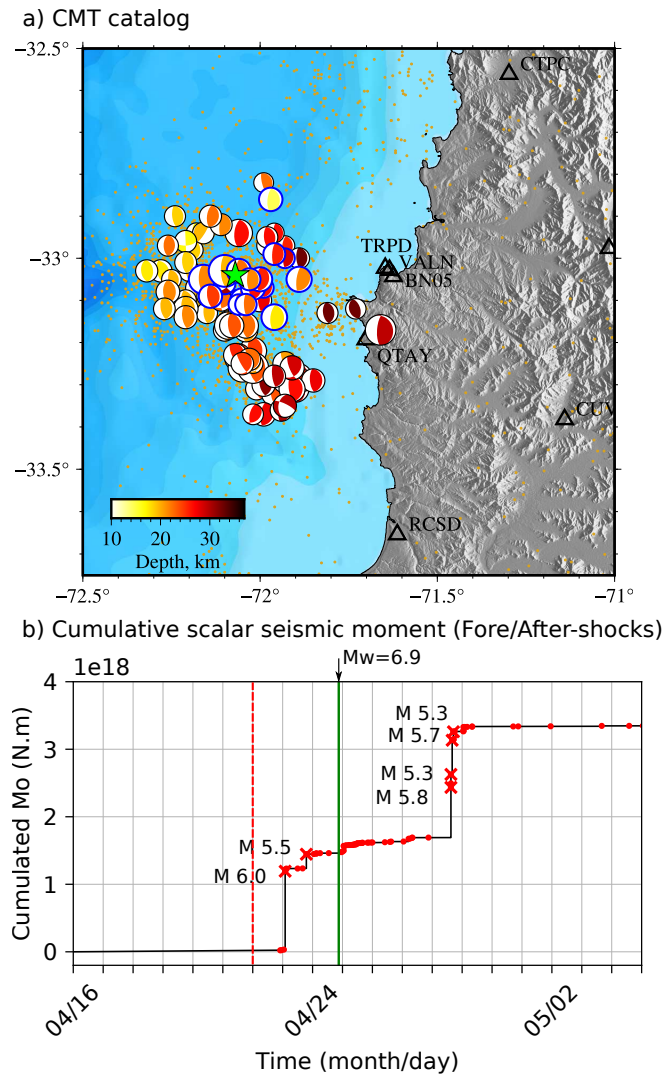 a) CMT catalog
−32.5°
CTPC
−33°
TRPD
VALN
BN05
QTAY
CUV
−33.5°
RCSD
10 20 30
Depth, km
−72.5 −72 −71.5 −71
b) Cumulative scalar seismic moment (Fore/After-shocks)
1e18
Mw=6.9
4
3
2
1
0
Cumulated Mo (N.m)
M 5.3
M 5.7
M 5.3
M 5.8
M 5.5
M 6.0
04/16 04/24 05/02
Time (month/day)